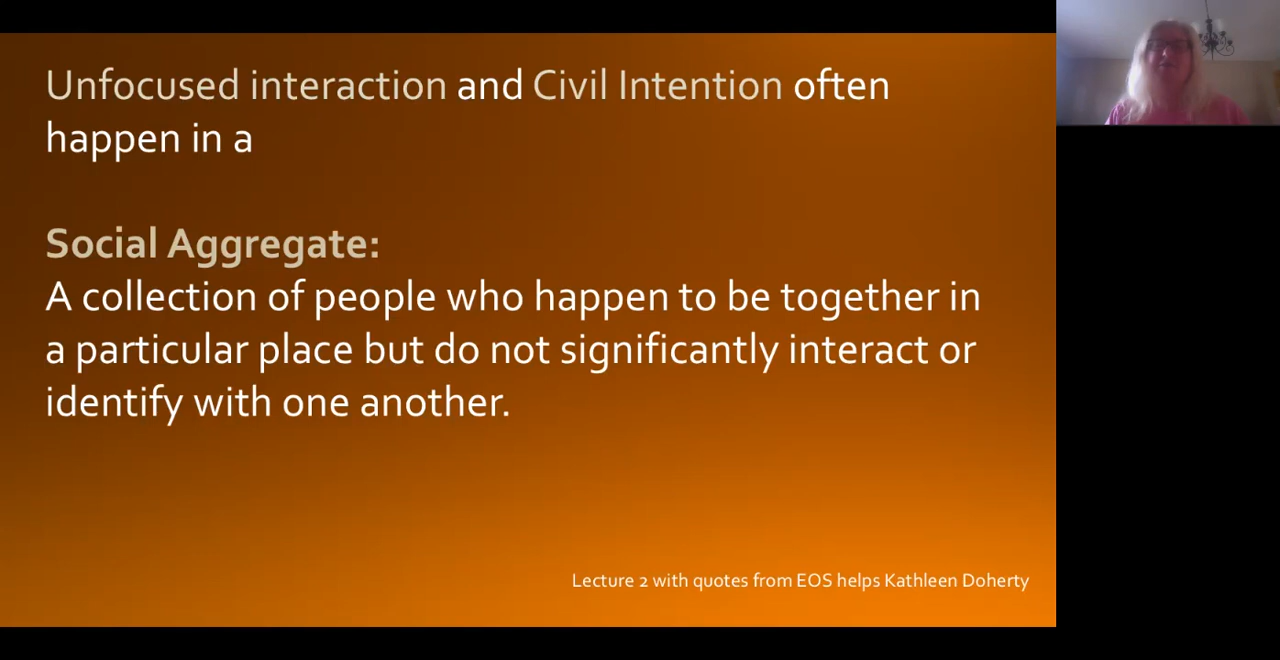 Unfocused interaction and Civil Intention often
happen in a
Social Aggregate:
A collection of people who happen to be together in
a particular place but do not significantly interact or
identify with one another.
Lecture 2 with quotes from EOS helps Kathleen Doherty